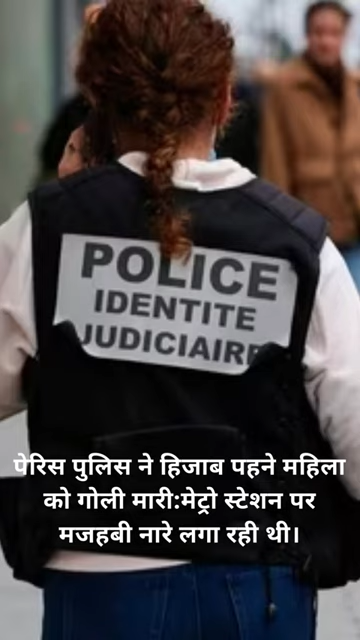 POLICE
IDENTITE
JUDICIAIRE
पेरिस पुलिस ने हिजाब पहने महिला
को गोली मारी:मेट्रो स्टेशन पर
मजहबी नारे लगा रही थी।